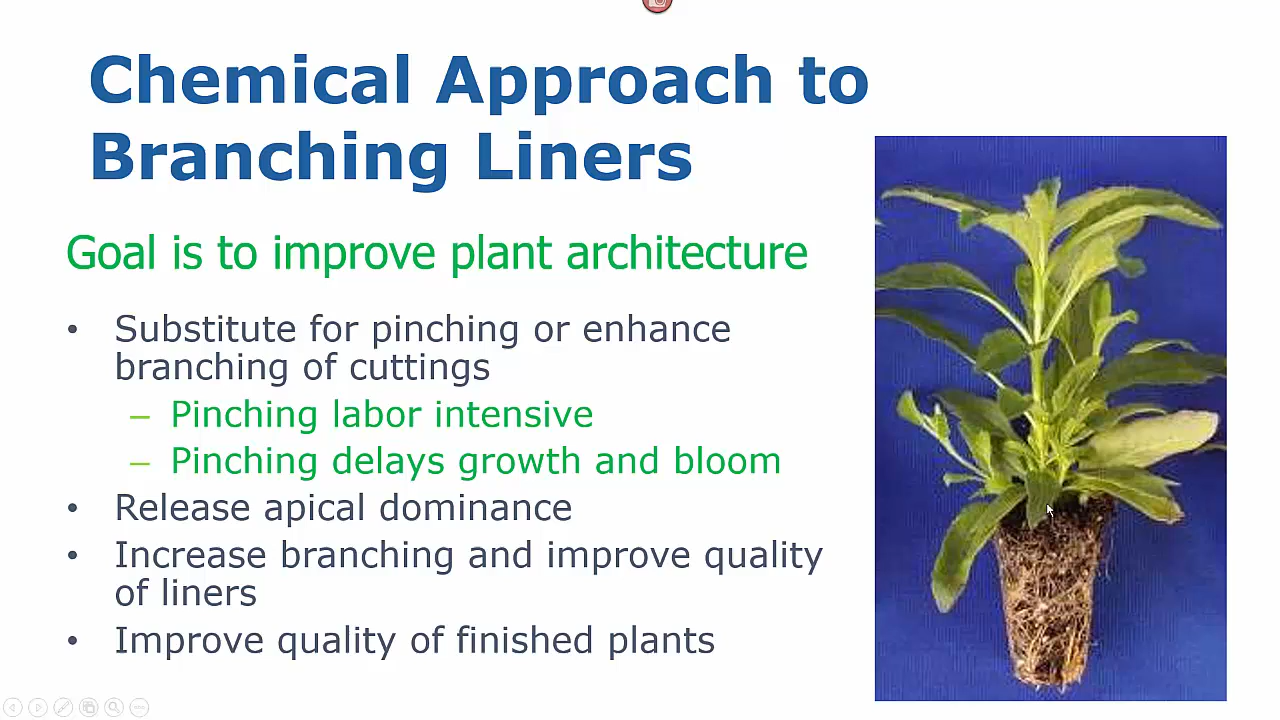 Chemical Approach to
Branching Liners
Goal is to improve plant architecture
• Substitute for pinching or enhance
branching of cuttings
– Pinching labor intensive
– Pinching delays growth and bloom
• Release apical dominance
• Increase branching and improve quality
of liners
• Improve quality of finished plants